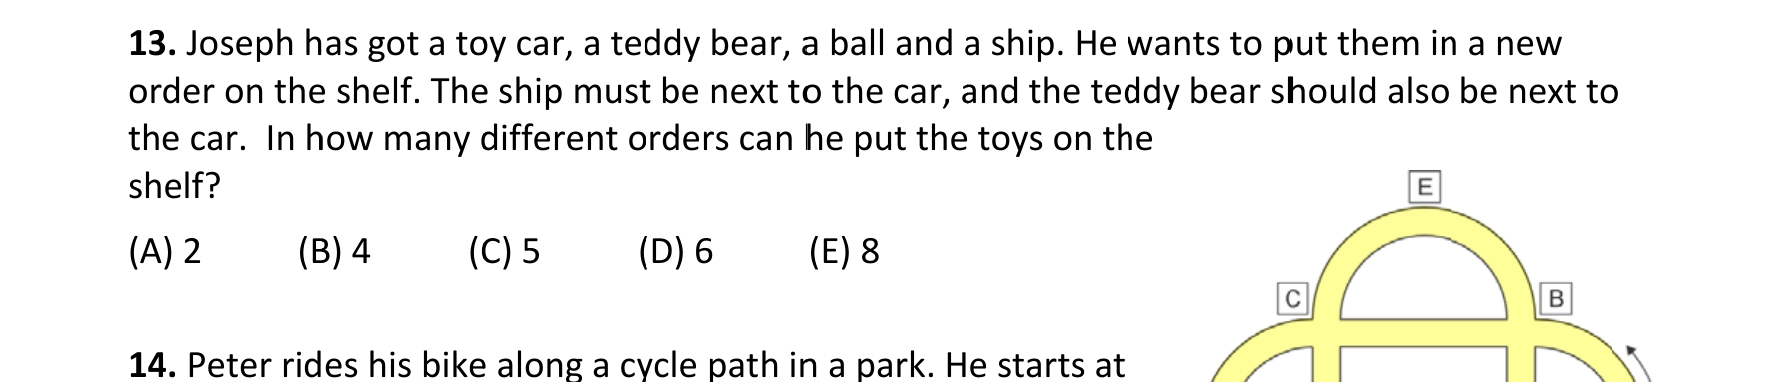 13. Joseph has got a toy car, a teddy bear, a ball and a ship. He wants to put them in a new
order on the shelf. The ship must be next to the car, and the teddy bear should also be next to
the car.  In how many different orders can he put the toys on the
shelf?
E
(A) 2 (B) 4 (C) 5 (D) 6 (E) 8
C B
14. Peter rides his bike along a cycle path in a park. He starts at